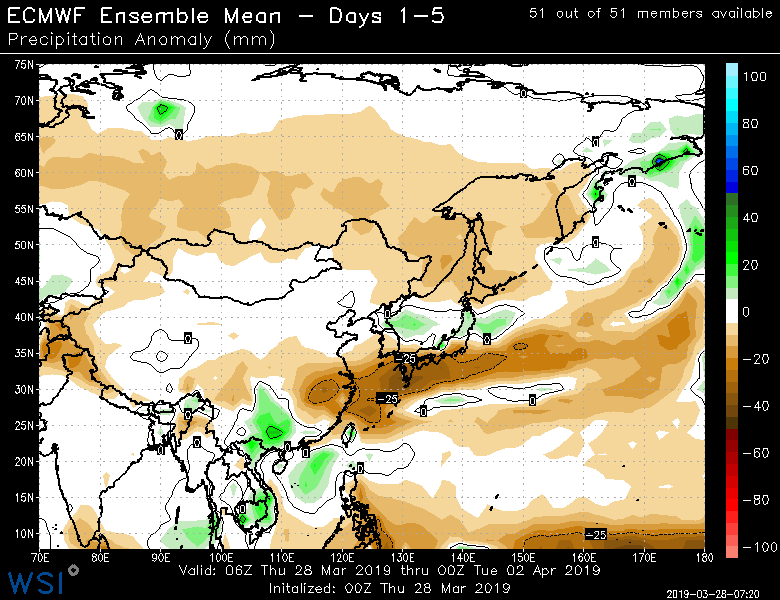 ECMWF Ensemble Mean – Days 1–5
51 out of 51 members available
Precipitation Anomaly (mm)
75N
70N
65N
60N
55N
50N
45N
40N
35N
30N
25N
20N
15N
10N
0
0
0
0
0
0
0
-25
-25
0
0
0
0
0
0
0
0
0
-25
100
80
60
40
20
0
-20
-40
-60
-80
-100
70E 80E 90E 100E 110E 120E 130E 140E 150E 160E 170E 180
Valid: 06Z Thu 28 Mar 2019 thru 00Z Tue 02 Apr 2019
Initalized: 00Z Thu 28 Mar 2019
WSI
2019-03-28-07:20